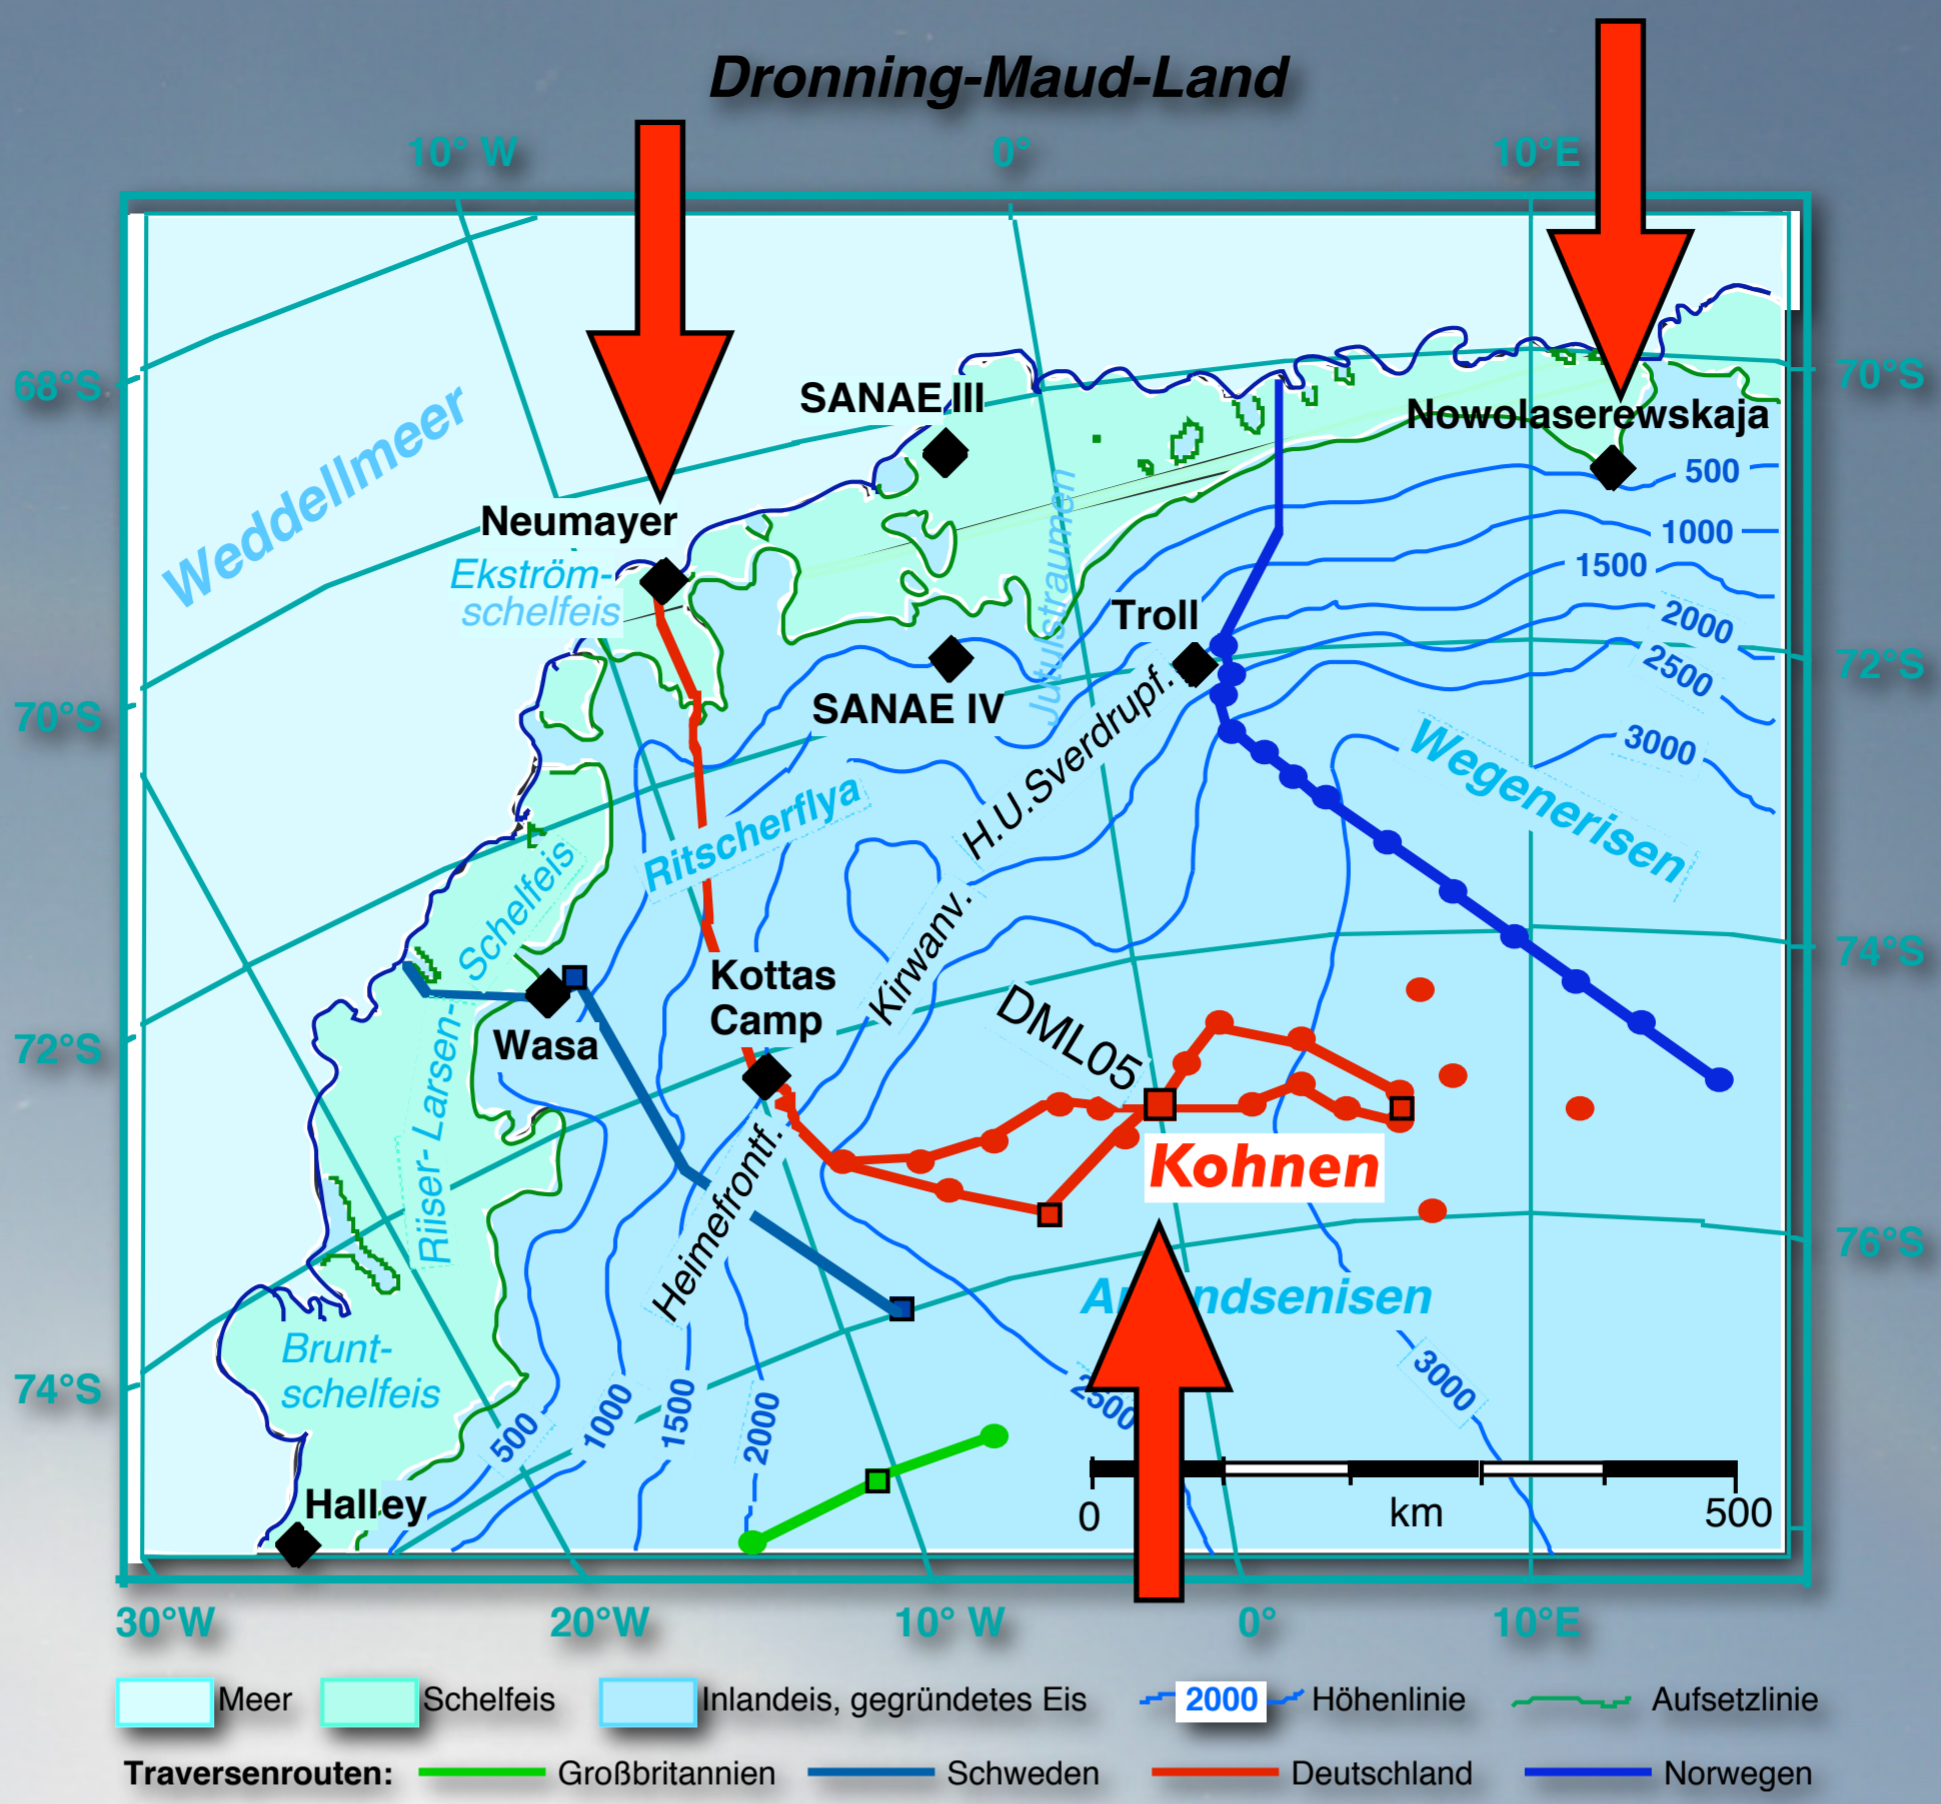 Dronning-Maud-Land
10° W
0°
10°E
68°S
70°S
72°S
74°S
70°S
72°S
74°S
76°S
Weddellmeer
SANAE III
Nowolaserewskaja
500
1000
1500
2000
2500
3000
Neumayer
Ekström-
schelfeis
Jutulstraumen
Troll
SANAE IV
H.U.Sverdrupf.
Wegenerisen
Ritscherflya
Schelfeis
Riiser- Larsen-
Kottas
Camp
Kirwanv.
DML05
Wasa
Kohnen
Heimefrontf.
Brunt-
schelfeis
500
1000
1500
2000
2500
3000
Halley
0
km
500
30°W
20°W
10° W
0°
10°E
Meer
Schelfeis
Inlandeis, gegründetes Eis
2000
Höhenlinie
Aufsetzlinie
Traversenrouten:
Großbritannien
Schweden
Deutschland
Norwegen